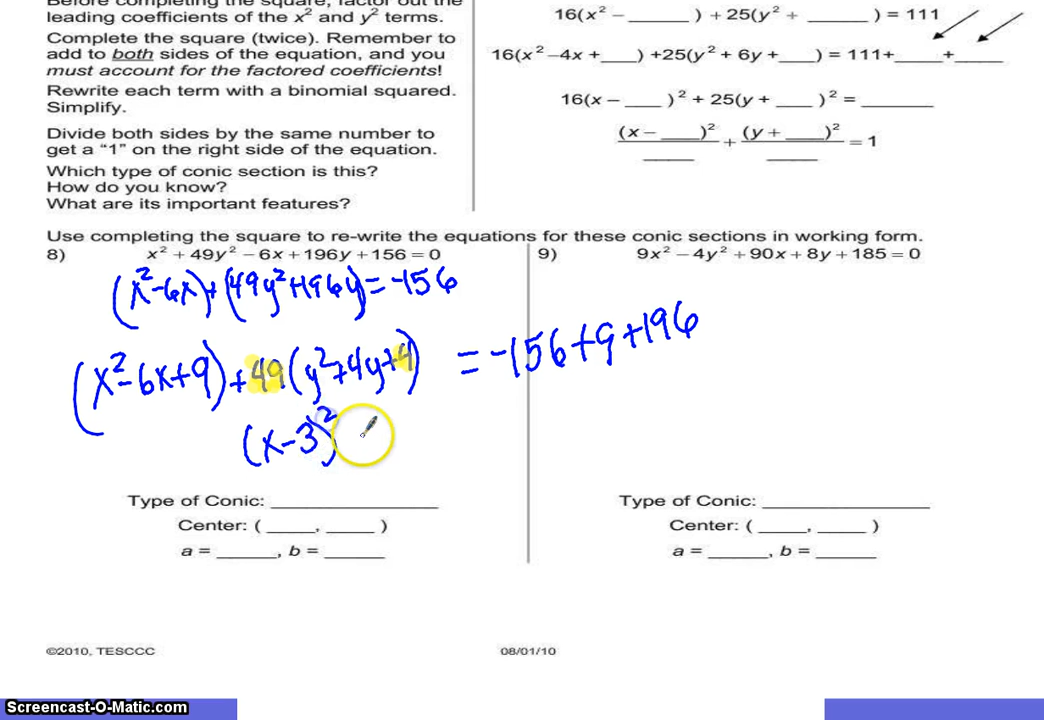 Before completing the square, factor out the
leading coefficients of the x² and y² terms.
Complete the square (twice). Remember to
add to both sides of the equation, and you
must account for the factored coefficients!
Rewrite each term with a binomial squared.
Simplify.
Divide both sides by the same number to
get a “1” on the right side of the equation.
Which type of conic section is this?
How do you know?
What are its important features?
16(x² − ______ ) + 25(y² + ______ ) = 111
16(x² −4x +____ ) +25(y² + 6y +____ ) = 111+_____+_____
16(x − ____ )² + 25(y + ____ )² = ________
(x− ____)²/_____ + (y + ____)²/_____ = 1
Use completing the square to re-write the equations for these conic sections in working form.
8) x² + 49y² − 6x + 196y + 156 = 0
(x²-6x)+(49y²+196y)=-156
(x²-6x+9)+49(y²+4y+4) =-156+9+196
(x-3)²
Type of Conic: ________________
Center: ( _____, _____ )
a = ______, b = ______
9) 9x² − 4y² + 90x + 8y + 185 = 0
Type of Conic: ________________
Center: ( _____, _____ )
a = ______, b = ______
©2010, TESCCC 08/01/10
Screencast-O-Matic.com